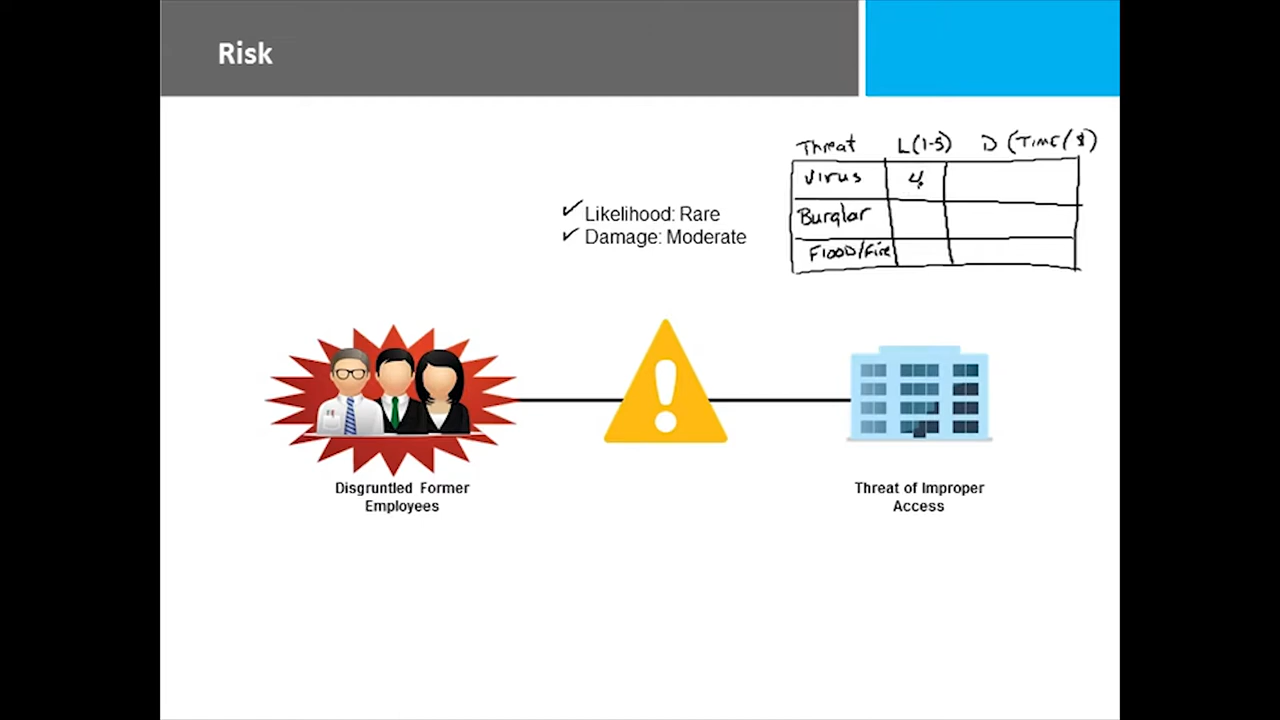 Risk
Threat L(1-5) D (Time/$)
Virus 4
Burglar
Flood/Fire
✓ Likelihood: Rare
✓ Damage: Moderate
Disgruntled Former
Employees
Threat of Improper
Access